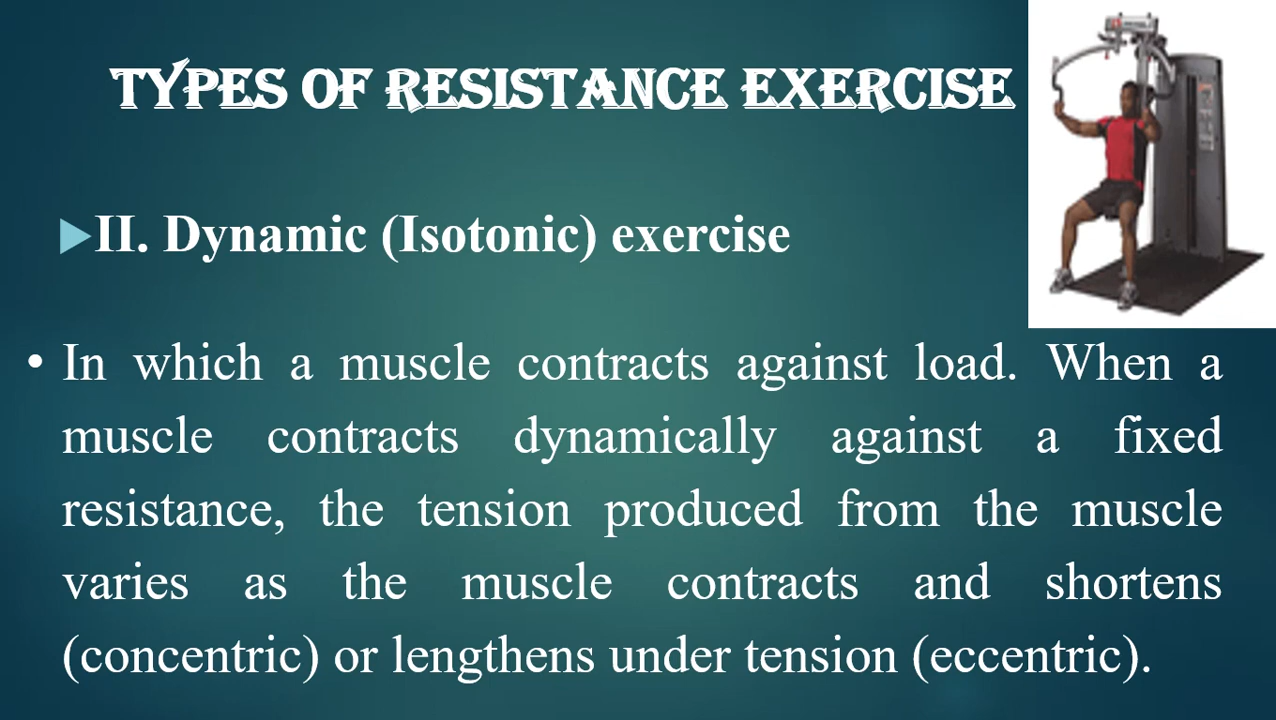 TYPES OF RESISTANCE EXERCISE
II. Dynamic (Isotonic) exercise
• In which a muscle contracts against load. When a
muscle contracts dynamically against a fixed
resistance, the tension produced from the muscle
varies as the muscle contracts and shortens
(concentric) or lengthens under tension (eccentric).